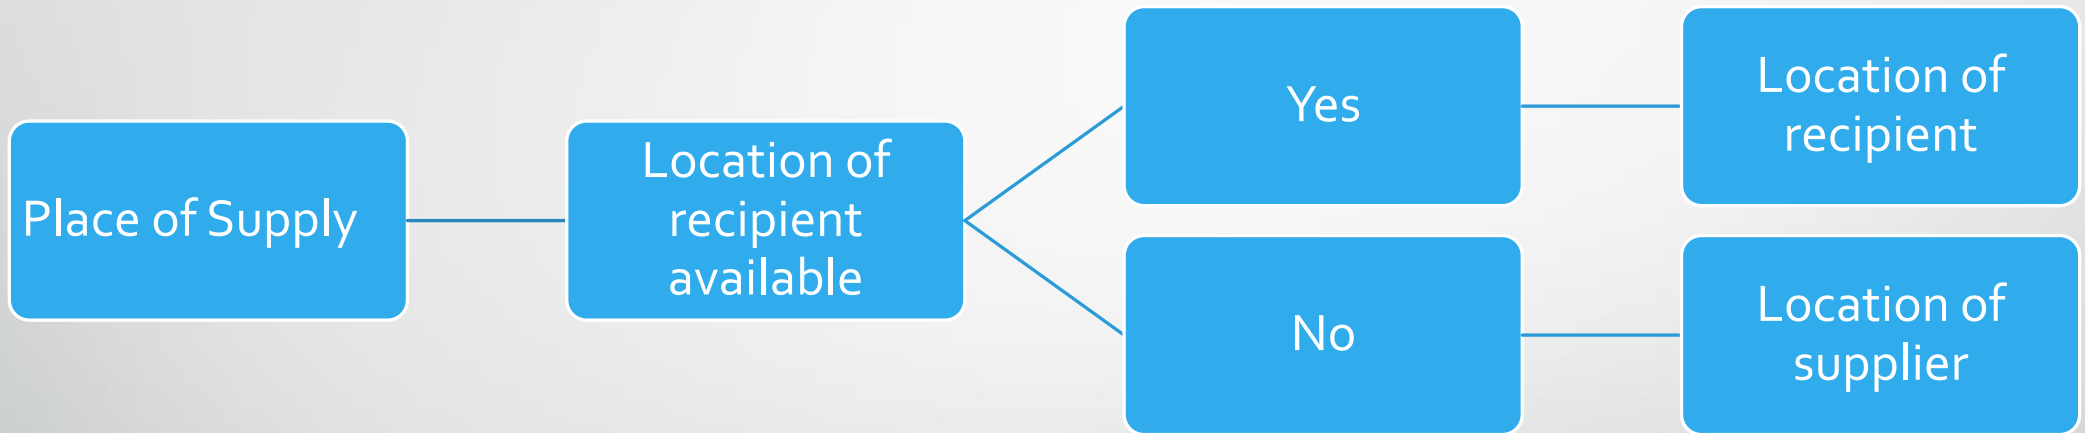 Place of Supply
Location of
recipient
available
Yes
Location of
recipient
No
Location of
supplier